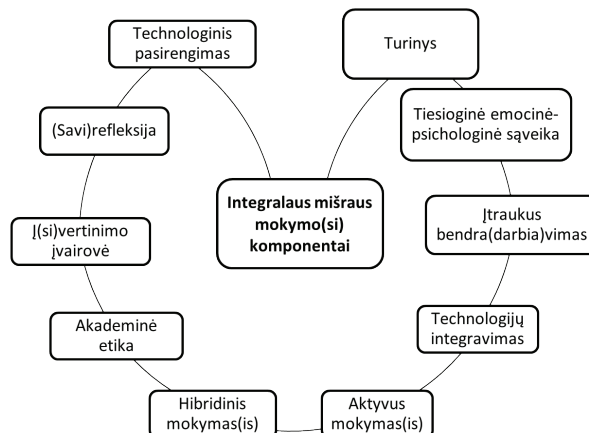 Technologinis
pasirengimas
Turinys
(Savi)refleksija
Tiesioginė emocinė-
psichologinė sąveika
Integralaus mišraus
mokymo(si)
komponentai
Į(si)vertinimo
įvairovė
Įtraukus
bendra(darbia)vimas
Akademinė
etika
Technologijų
integravimas
Hibridinis
mokymas(is)
Aktyvus
mokymas(is)